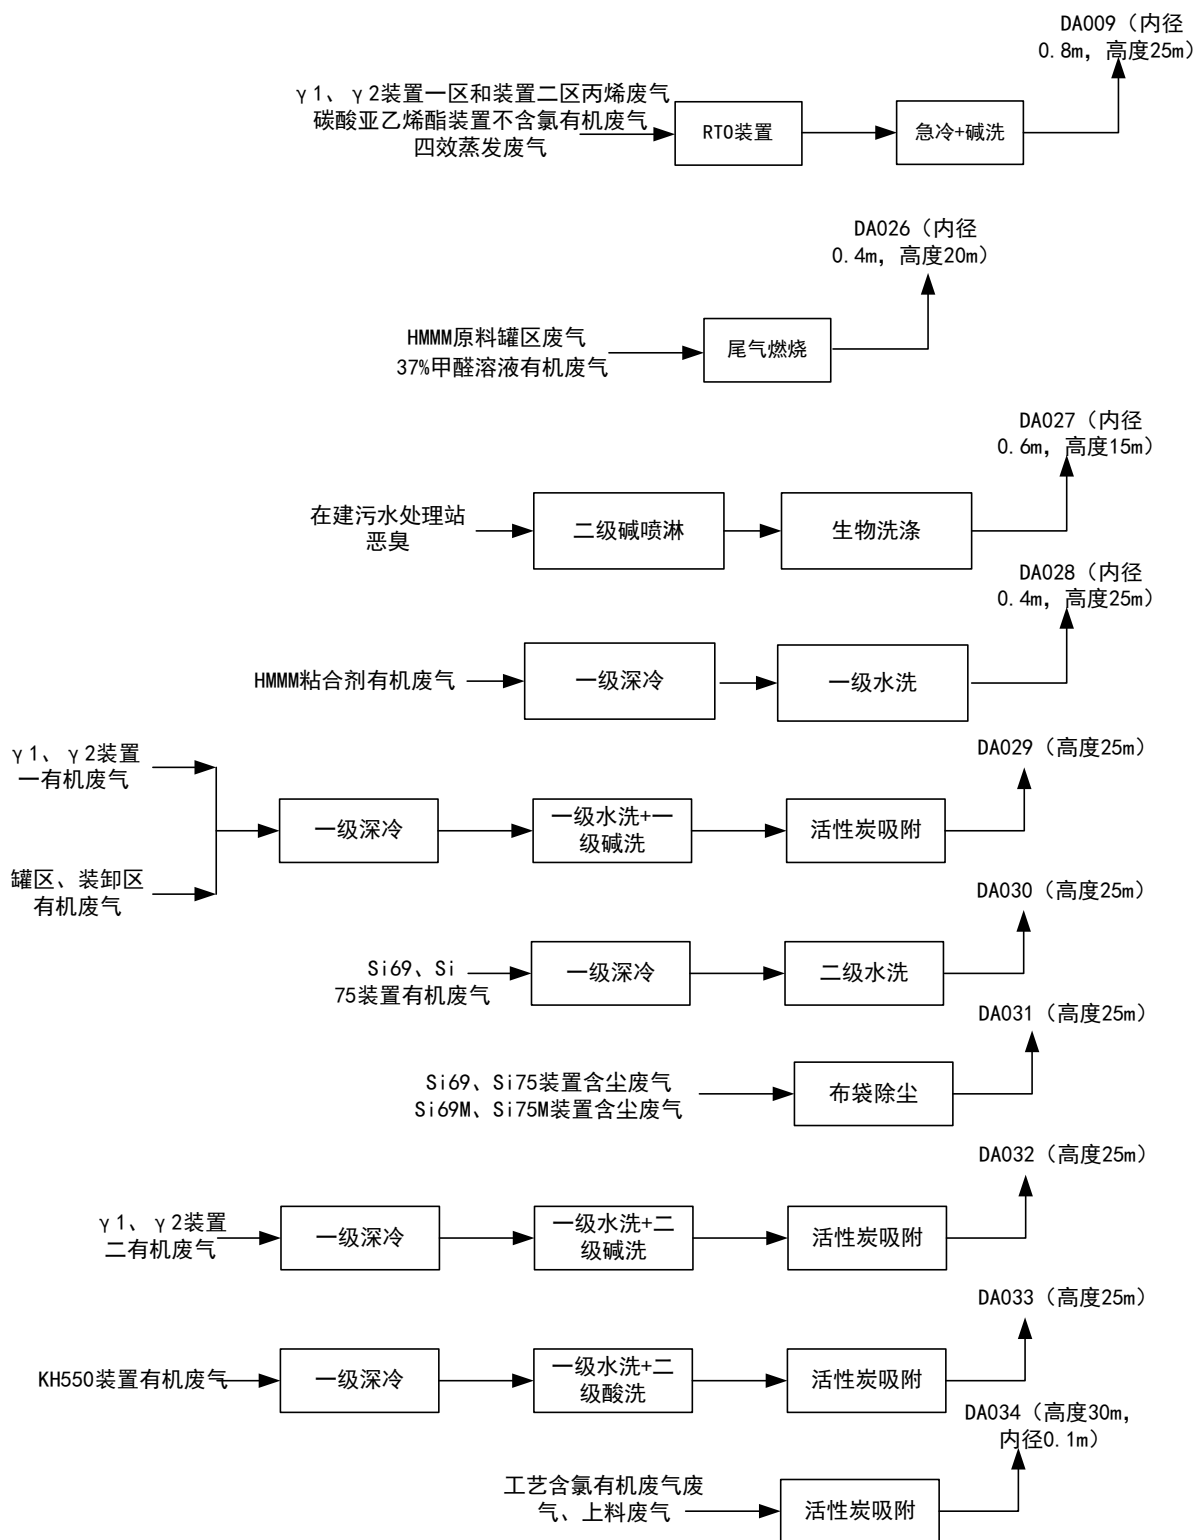 DA009（内径
0.8m，高度25m）
γ1、γ2装置一区和装置二区丙烯废气
碳酸亚乙烯酯装置不含氯有机废气
四效蒸发废气
RTO装置
急冷+碱洗
DA026（内径
0.4m，高度20m）
HMMM原料罐区废气
37%甲醛溶液有机废气
尾气燃烧
DA027（内径
0.6m，高度15m）
在建污水处理站
恶臭
二级碱喷淋
生物洗涤
DA028（内径
0.4m，高度25m）
HMMM粘合剂有机废气
一级深冷
一级水洗
DA029（高度25m）
γ1、γ2装置
一有机废气
罐区、装卸区
有机废气
一级深冷
一级水洗+一
级碱洗
活性炭吸附
DA030（高度25m）
Si69、Si
75装置有机废气
一级深冷
二级水洗
DA031（高度25m）
Si69、Si75装置含尘废气
Si69M、Si75M装置含尘废气
布袋除尘
DA032（高度25m）
γ1、γ2装置
二有机废气
一级深冷
一级水洗+二
级碱洗
活性炭吸附
DA033（高度25m）
KH550装置有机废气
一级深冷
一级水洗+二
级酸洗
活性炭吸附
DA034（高度30m，
内径0.1m）
工艺含氯有机废气废
气、上料废气
活性炭吸附